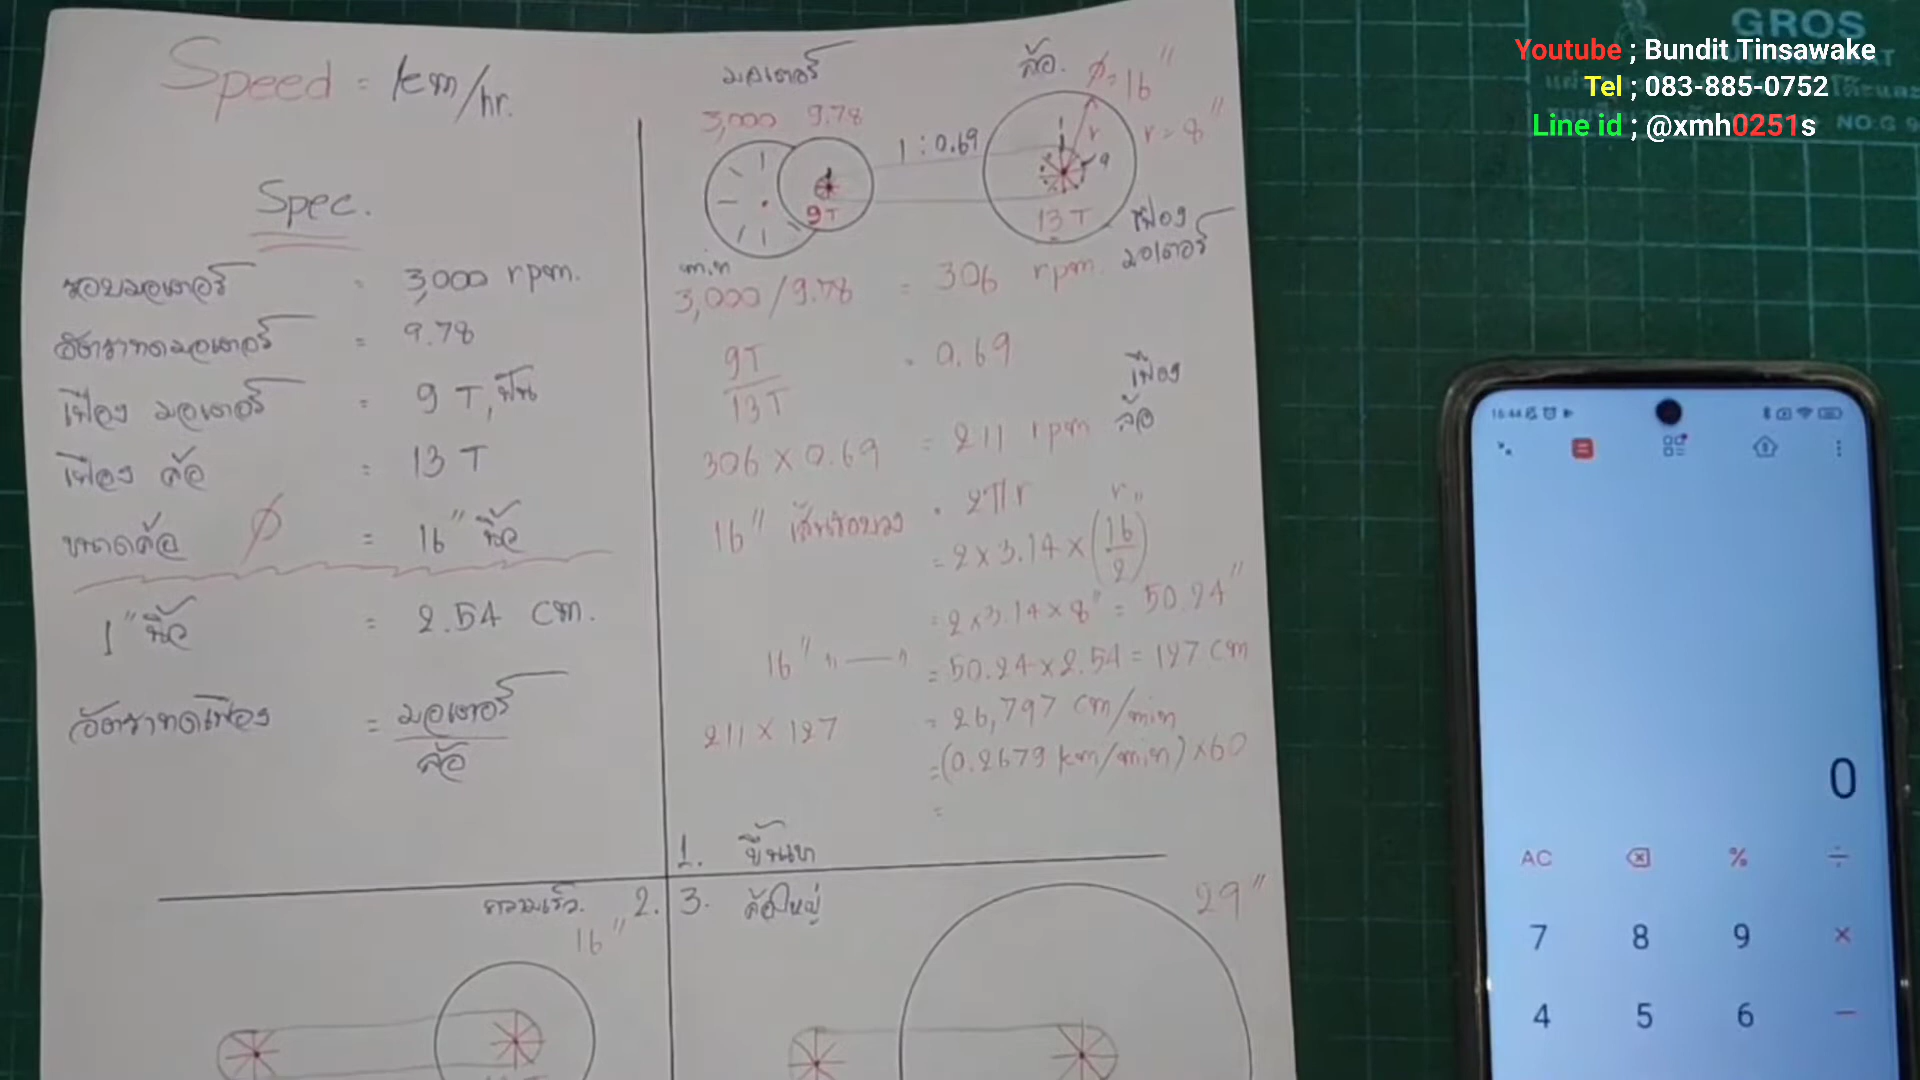 Speed = km/hr.
Spec.
รอบมอเตอร์ = 3,000 rpm.
อัตราทดมอเตอร์ = 9.78
เฟือง มอเตอร์ = 9 T, ฟัน
เฟือง ล้อ = 13 T
ขนาดล้อ ϕ = 16" นิ้ว
1" นิ้ว = 2.54 cm.
อัตราทดเฟือง = มอเตอร์
ล้อ
มอเตอร์
ล้อ. ϕ = 16"
3,000 9.78
1 : 0.69
r
r = 8"
9
9T
13 T
เฟือง
มอเตอร์
min
3,000/9.78 = 306 rpm.
9T
13T
= 0.69
เฟือง
ล้อ
306 x 0.69 = 211 rpm
16" เส้นรอบวง = 2πr
r"
= 2 x 3.14 x (16/2)
= 2 x 3.14 x 8" = 50.24"
16" = 50.24 x 2.54 = 127 cm
211 x 127 = 26,797 cm/min
= (0.2679 km/min) x 60
=
1. ขึ้นเขา
ความเร็ว. 2.
16"
3. ล้อใหญ่
29"
GROS
NO.G 9
Youtube ; Bundit Tinsawake
Tel ; 083-885-0752
Line id ; @xmh0251s
16:44
0
AC % ÷
7 8 9 ×
4 5 6 −